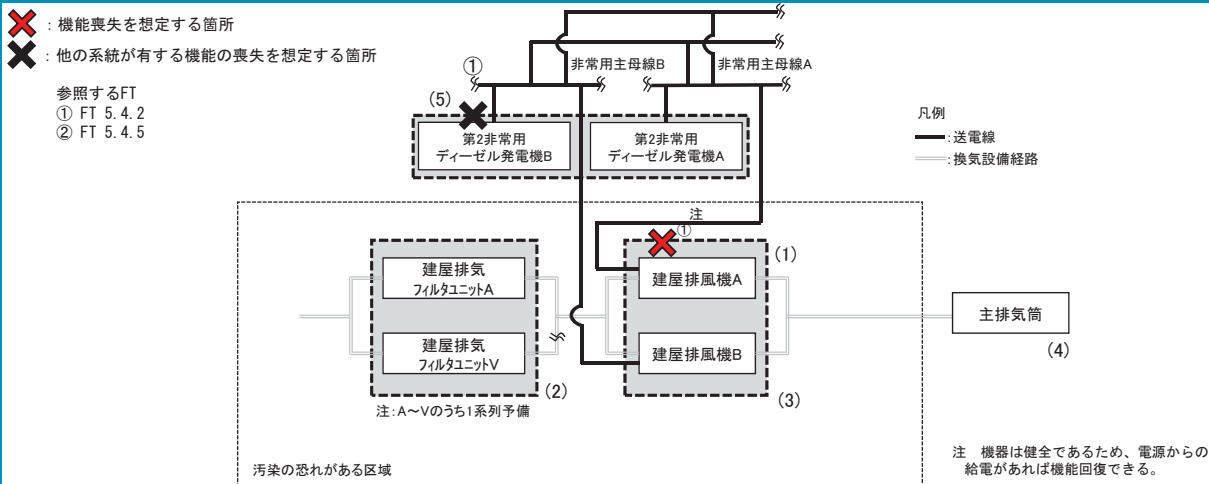 ：機能喪失を想定する箇所
：他の系統が有する機能の喪失を想定する箇所
参照するFT
① FT 5.4.2
② FT 5.4.5
①
非常用主母線B
非常用主母線A
(5)
第2非常用
ディーゼル発電機B
第2非常用
ディーゼル発電機A
凡例
:送電線
:換気設備経路
注
①
(1)
建屋排気
フィルタユニットA
建屋排風機A
主排気筒
(4)
建屋排気
フィルタユニットV
建屋排風機B
(2)
(3)
注:A～Vのうち1系列予備
汚染の恐れがある区域
注　機器は健全であるため、電源からの
給電があれば機能回復できる。